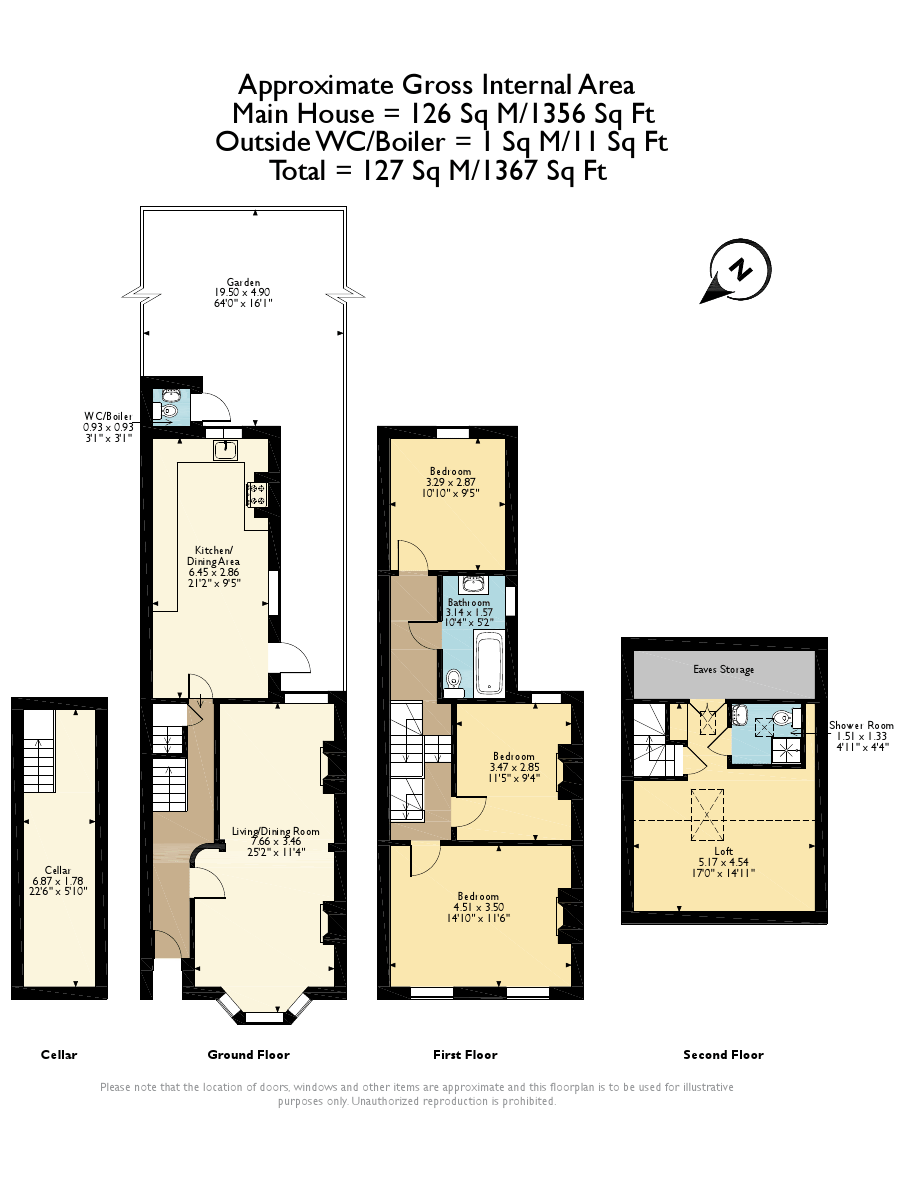 Approximate Gross Internal Area
Main House = 126 Sq M/1356 Sq Ft
Outside WC/Boiler = 1 Sq M/11 Sq Ft
Total = 127 Sq M/1367 Sq Ft
N
Garden
19.50 x 4.90
64'0" x 16'1"
WC/Boiler
0.93 x 0.93
3'1" x 3'1"
Kitchen/
Dining Area
6.45 x 2.86
21'2" x 9'5"
Living/Dining Room
7.66 x 3.46
25'2" x 11'4"
Cellar
6.87 x 1.78
22'6" x 5'10"
Bedroom
3.29 x 2.87
10'10" x 9'5"
Bathroom
3.14 x 1.57
10'4" x 5'2"
Bedroom
3.47 x 2.85
11'5" x 9'4"
Bedroom
4.51 x 3.50
14'10" x 11'6"
Eaves Storage
Shower Room
1.51 x 1.33
4'11" x 4'4"
Loft
5.17 x 4.54
17'0" x 14'11"
Cellar
Ground Floor
First Floor
Second Floor
Please note that the location of doors, windows and other items are approximate and this floorplan is to be used for illustrative
purposes only. Unauthorized reproduction is prohibited.